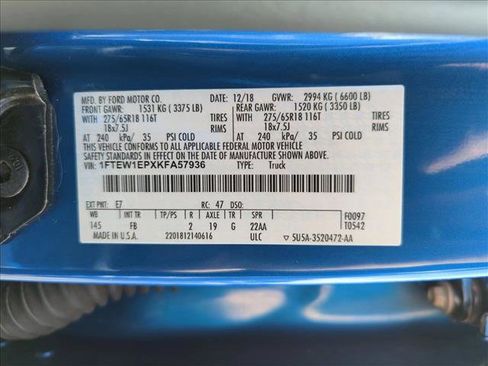 MFD. BY FORD MOTOR CO. DATE: 12/18 GVWR: 2994 KG ( 6600 LB)
FRONT GAWR: 1531 KG ( 3375 LB) REAR GAWR: 1520 KG ( 3350 LB)
WITH 275/65R18 116T TIRES WITH 275/65R18 116T TIRES
18x7.5J RIMS 18x7.5J RIMS
AT 240 kPa/ 35 PSI COLD AT 240 kPa/ 35 PSI COLD
THIS VEHICLE CONFORMS TO ALL APPLICABLE FEDERAL MOTOR VEHICLE
SAFETY AND THEFT PREVENTION STANDARDS IN EFFECT ON THE DATE OF MANUFACTURE SHOWN ABOVE.
VIN: 1FTEW1EPXKFA57936 TYPE: Truck
EXT PNT: E7 RC: 47 DSO:
WB INT TR TP/PS R AXLE TR SPR F0097
145 FB 2 19 G 22AA T0542
MADE IN U.S.A. 2201812140616 ULC ▽ 5U5A-3520472-AA